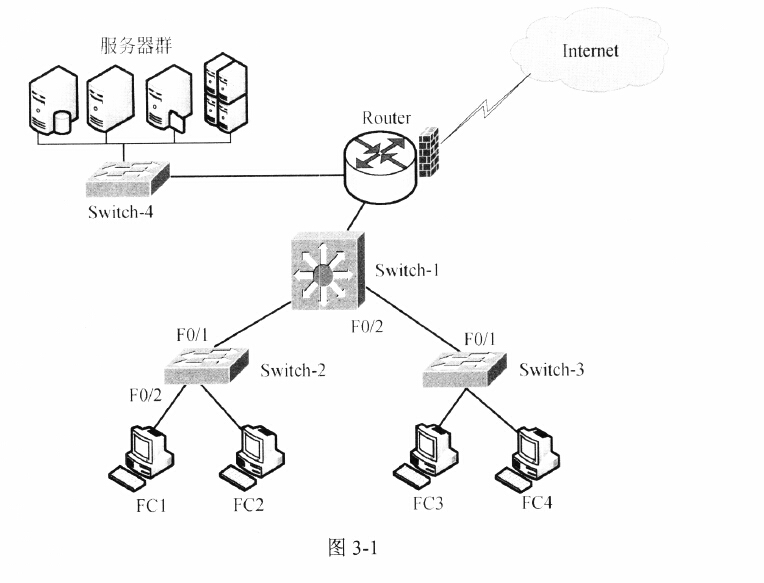 服务器群
Internet
Router
Switch-4
Switch-1
F0/2
F0/1
Switch-2
F0/2
F0/1
Switch-3
FC1
FC2
FC3
FC4
图 3-1